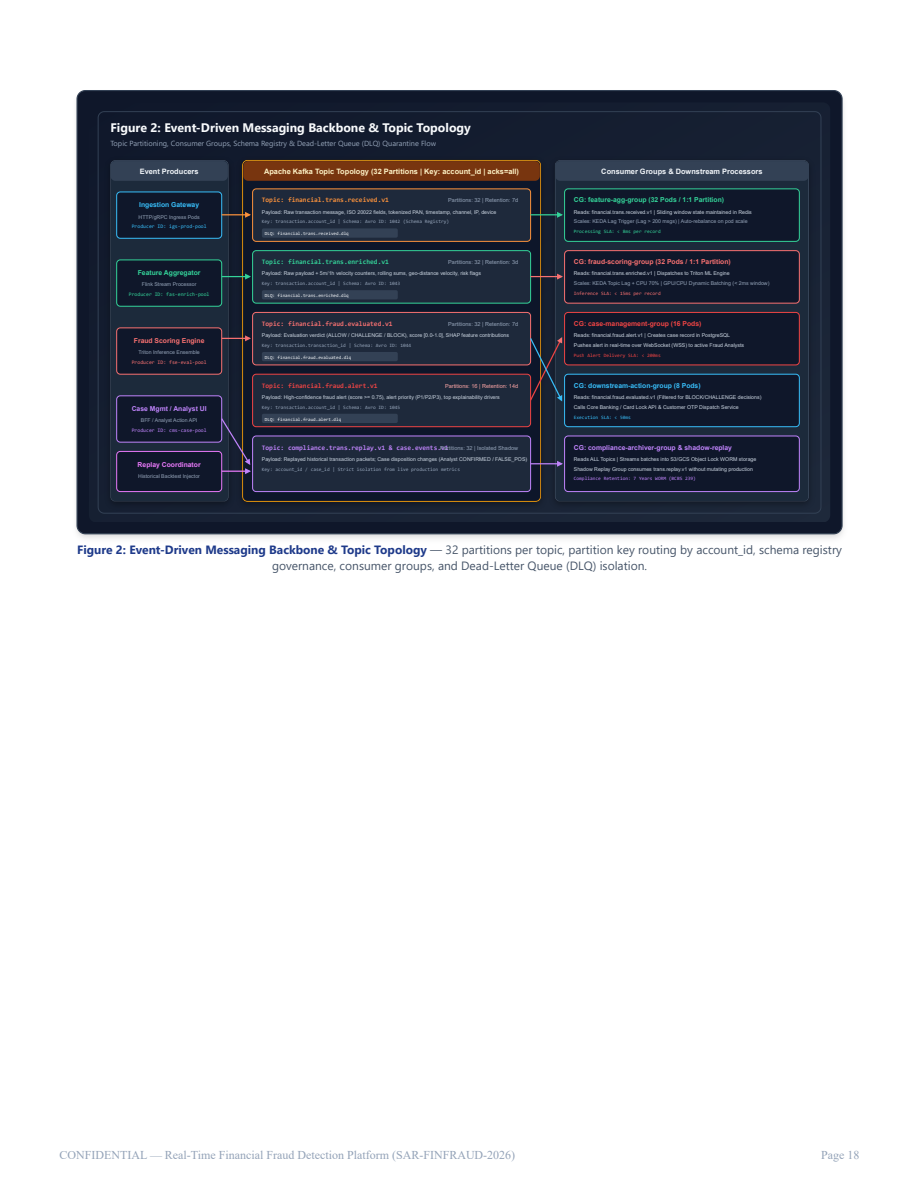 Figure 2: Event-Driven Messaging Backbone & Topic Topology
Topic Partitioning, Consumer Groups, Schema Registry & Dead-Letter Queue (DLQ) Quarantine Flow
Event Producers
Ingestion Gateway
HTTP/gRPC Ingress Pods
Producer ID: igs-prod-pool
Feature Aggregator
Flink Stream Processor
Producer ID: fas-enrich-pool
Fraud Scoring Engine
Triton Inference Ensemble
Producer ID: fse-eval-pool
Case Mgmt / Analyst UI
BFF / Analyst Action API
Producer ID: cms-case-pool
Replay Coordinator
Historical Backtest Injector
Apache Kafka Topic Topology (32 Partitions | Key: account_id | acks=all)
Topic: financial.trans.received.v1
Partitions: 32 | Retention: 7d
Payload: Raw transaction message, ISO 20022 fields, tokenized PAN, timestamp, channel, IP, device
Key: transaction.account_id | Schema: Avro ID: 1042 (Schema Registry)
DLQ: financial.trans.received.dlq
Topic: financial.trans.enriched.v1
Partitions: 32 | Retention: 3d
Payload: Raw payload + 5m/1h velocity counters, rolling sums, geo-distance velocity, risk flags
Key: transaction.account_id | Schema: Avro ID: 1043
DLQ: financial.trans.enriched.dlq
Topic: financial.fraud.evaluated.v1
Partitions: 32 | Retention: 7d
Payload: Evaluation verdict (ALLOW / CHALLENGE / BLOCK), score [0.0-1.0], SHAP feature contributions
Key: transaction.transaction_id | Schema: Avro ID: 1044
DLQ: financial.fraud.evaluated.dlq
Topic: financial.fraud.alert.v1
Partitions: 16 | Retention: 14d
Payload: High-confidence fraud alert (score >= 0.75), alert priority (P1/P2/P3), top explainability drivers
Key: transaction.account_id | Schema: Avro ID: 1045
DLQ: financial.fraud.alert.dlq
Topic: compliance.trans.replay.v1 & case.events.v1
Partitions: 32 | Isolated Shadow
Payload: Replayed historical transaction packets; Case disposition changes (Analyst CONFIRMED / FALSE_POS)
Key: account_id / case_id | Strict isolation from live production metrics
Consumer Groups & Downstream Processors
CG: feature-agg-group (32 Pods / 1:1 Partition)
Reads: financial.trans.received.v1 | Sliding window state maintained in Redis
Scales: KEDA Lag Trigger (Lag > 200 msgs) | Auto-rebalance on pod scale
Processing SLA: < 8ms per record
CG: fraud-scoring-group (32 Pods / 1:1 Partition)
Reads: financial.trans.enriched.v1 | Dispatches to Triton ML Engine
Scales: KEDA Topic Lag + CPU 70% | GPU/CPU Dynamic Batching (< 2ms window)
Inference SLA: < 15ms per record
CG: case-management-group (16 Pods)
Reads: financial.fraud.alert.v1 | Creates case record in PostgreSQL
Pushes alert in real-time over WebSocket (WSS) to active Fraud Analysts
Push Alert Delivery SLA: < 200ms
CG: downstream-action-group (8 Pods)
Reads: financial.fraud.evaluated.v1 (Filtered for BLOCK/CHALLENGE decisions)
Calls Core Banking / Card Lock API & Customer OTP Dispatch Service
Execution SLA: < 50ms
CG: compliance-archiver-group & shadow-replay
Reads ALL Topics | Streams batches into S3/GCS Object Lock WORM storage
Shadow Replay Group consumes trans.replay.v1 without mutating production
Compliance Retention: 7 Years WORM (BCBS 239)
Figure 2: Event-Driven Messaging Backbone & Topic Topology — 32 partitions per topic, partition key routing by account_id, schema registry
governance, consumer groups, and Dead-Letter Queue (DLQ) isolation.
CONFIDENTIAL — Real-Time Financial Fraud Detection Platform (SAR-FINFRAUD-2026)
Page 18